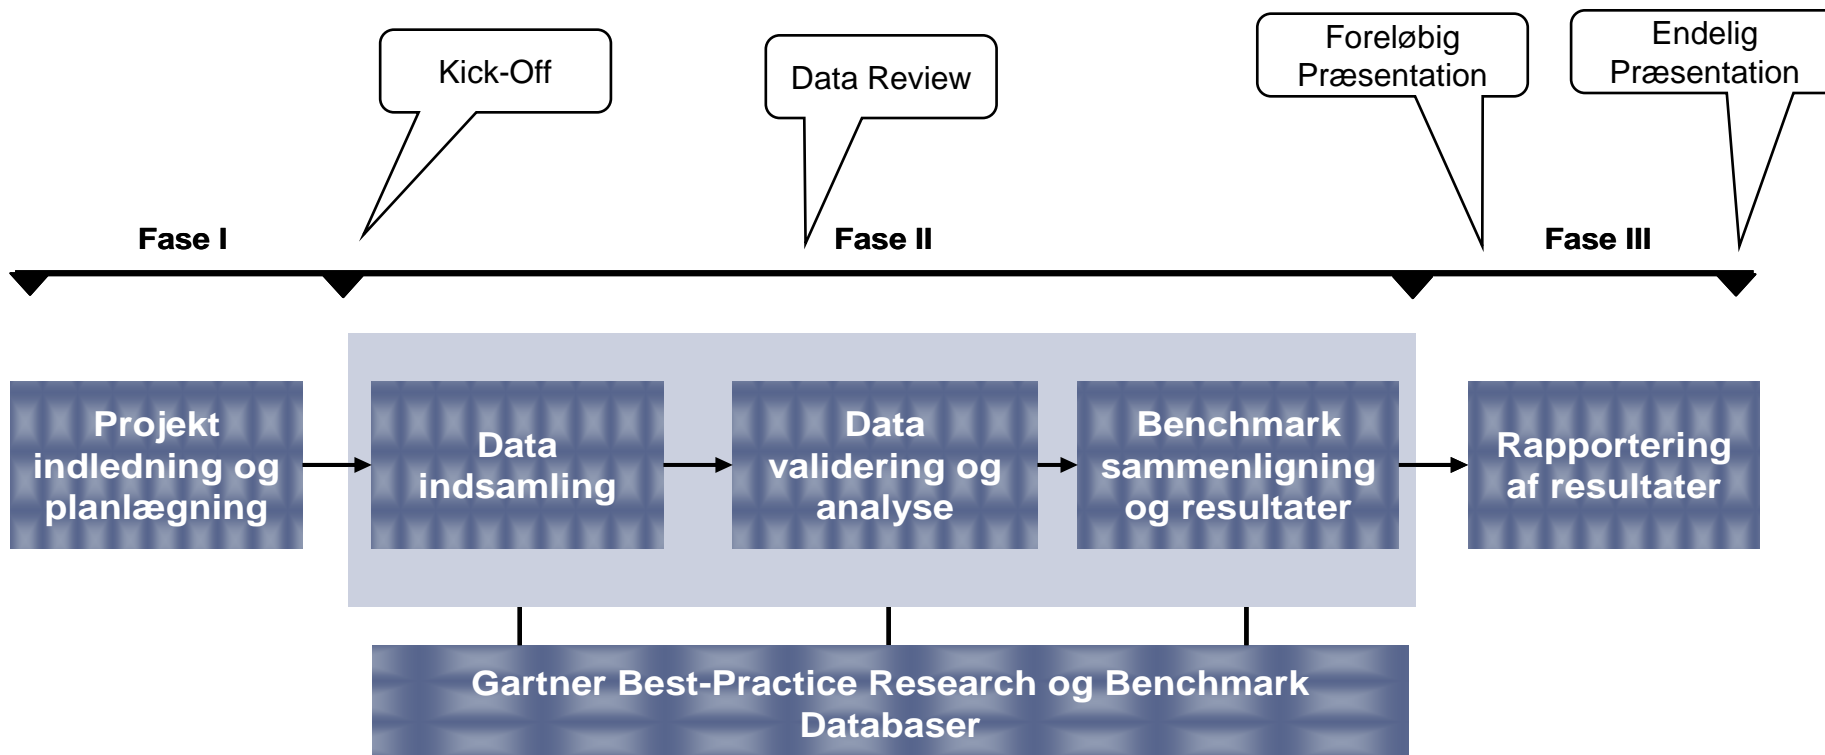 Kick-Off
Data Review
Foreløbig
Præsentation
Endelig
Præsentation
Fase I
Fase II
Fase III
Projekt
indledning og
planlægning
Data
indsamling
Data
validering og
analyse
Benchmark
sammenligning
og resultater
Rapportering
af resultater
Gartner Best-Practice Research og Benchmark
Databaser